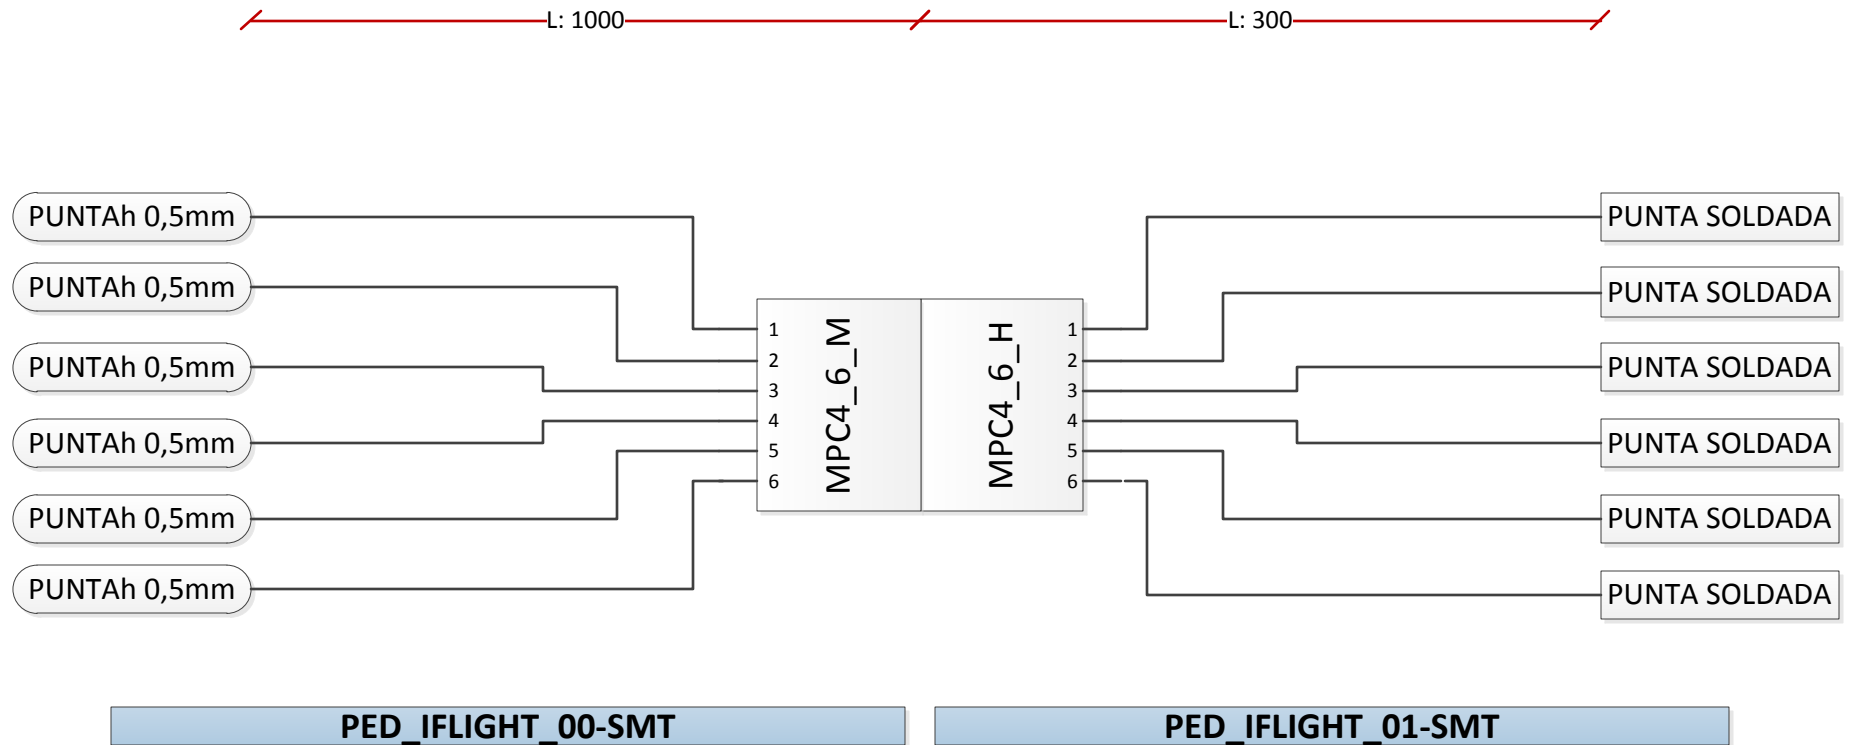 L: 1000
L: 300
PUNTAh 0,5mm
PUNTAh 0,5mm
PUNTAh 0,5mm
PUNTAh 0,5mm
PUNTAh 0,5mm
PUNTAh 0,5mm
1
2
3
4
5
6
MPC4_6_M
MPC4_6_H
1
2
3
4
5
6
PUNTA SOLDADA
PUNTA SOLDADA
PUNTA SOLDADA
PUNTA SOLDADA
PUNTA SOLDADA
PUNTA SOLDADA
PED_IFLIGHT_00-SMT
PED_IFLIGHT_01-SMT